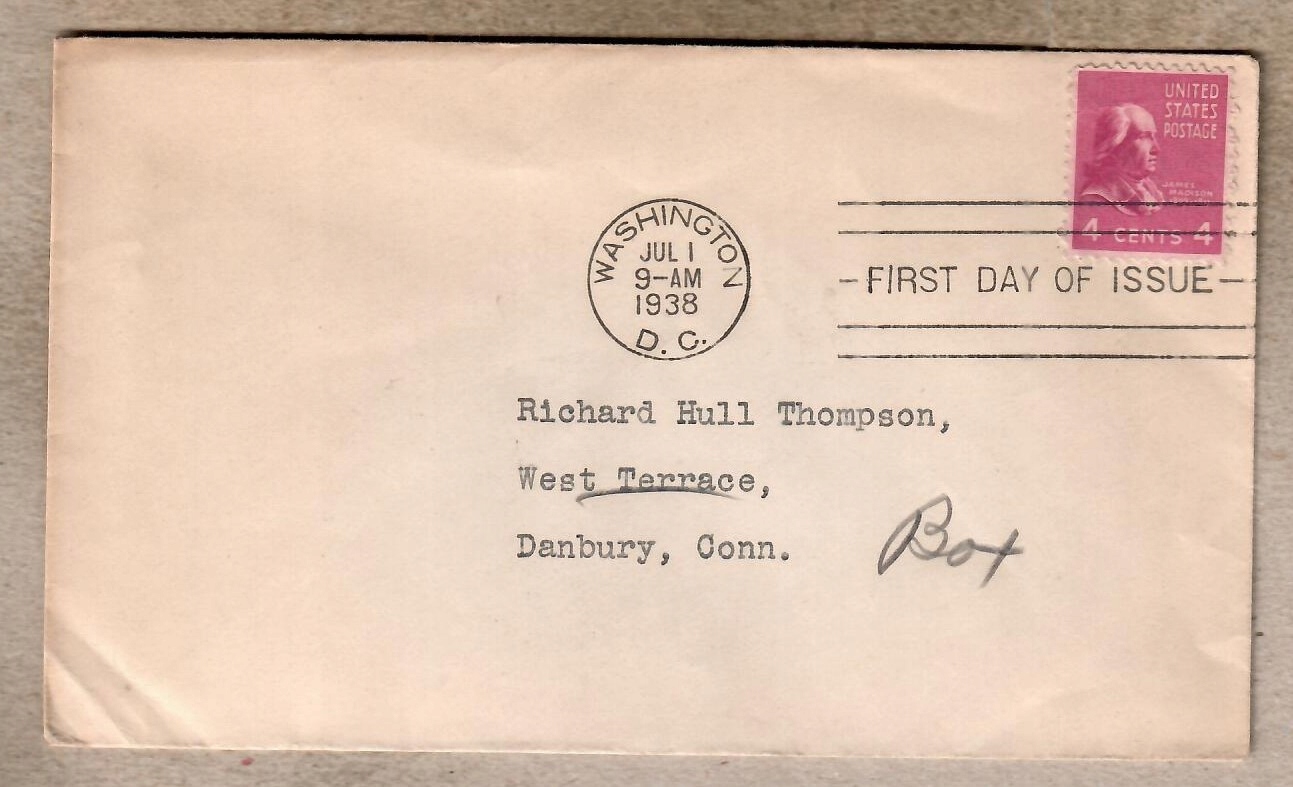 UNITED
STATES
POSTAGE
JAMES
MADISON
4 CENTS 4
WASHINGTON
JUL 1
9-AM
1938
D. C.
-FIRST DAY OF ISSUE-
Richard Hull Thompson,
West Terrace,
Danbury, Conn.
Box